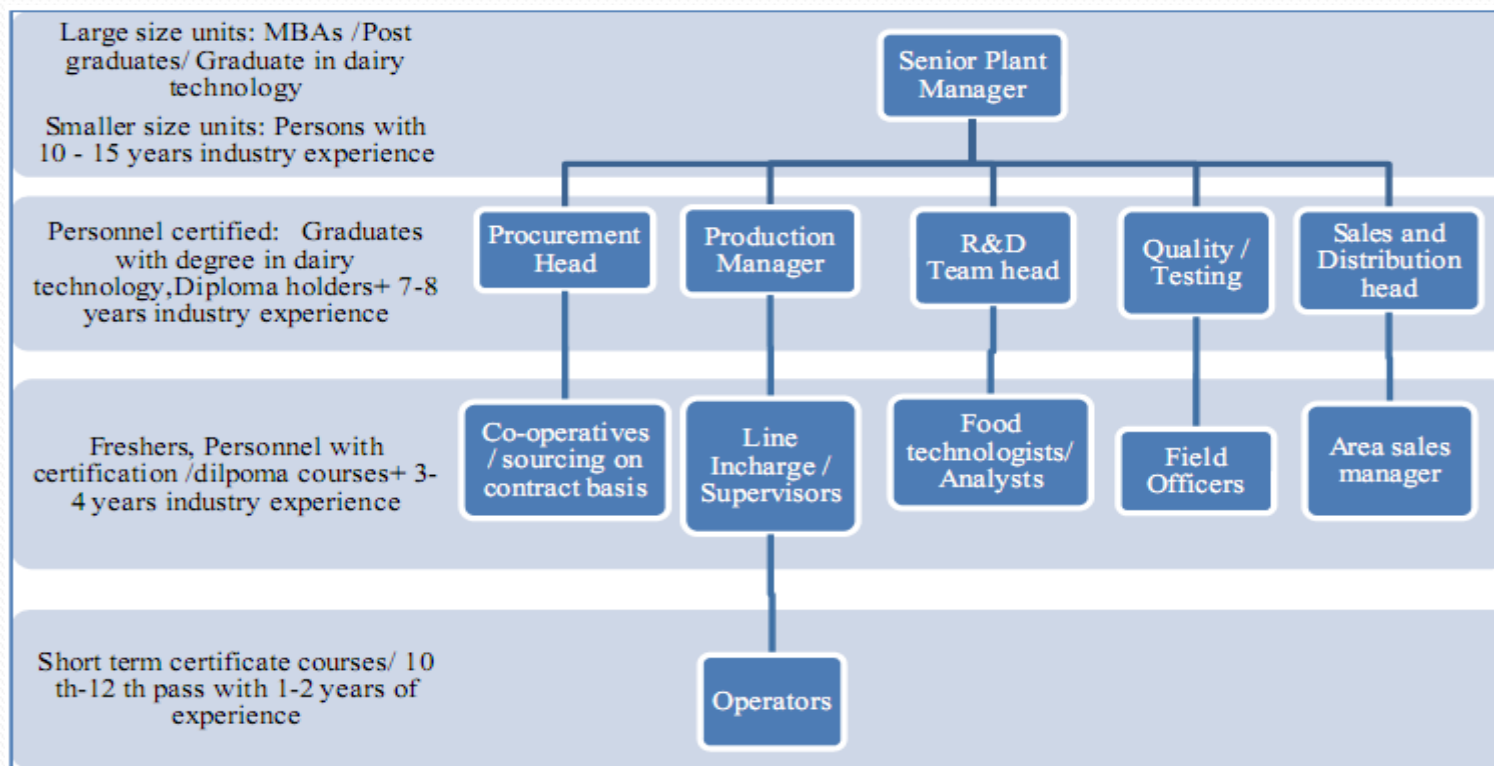 Large size units: MBAs /Post
graduates/ Graduate in dairy
technology
Smaller size units: Persons with
10 - 15 years industry experience
Senior Plant
Manager
Personnel certified:   Graduates
with degree in dairy
technology,Diploma holders+ 7-8
years industry experience
Procurement
Head
Production
Manager
R&D
Team head
Quality /
Testing
Sales and
Distribution
head
Freshers, Personnel with
certification /dilpoma courses+ 3-
4 years industry experience
Co-operatives
/ sourcing on
contract basis
Line
Incharge /
Supervisors
Food
technologists/
Analysts
Field
Officers
Area sales
manager
Short term certificate courses/ 10
th-12 th pass with 1-2 years of
experience
Operators